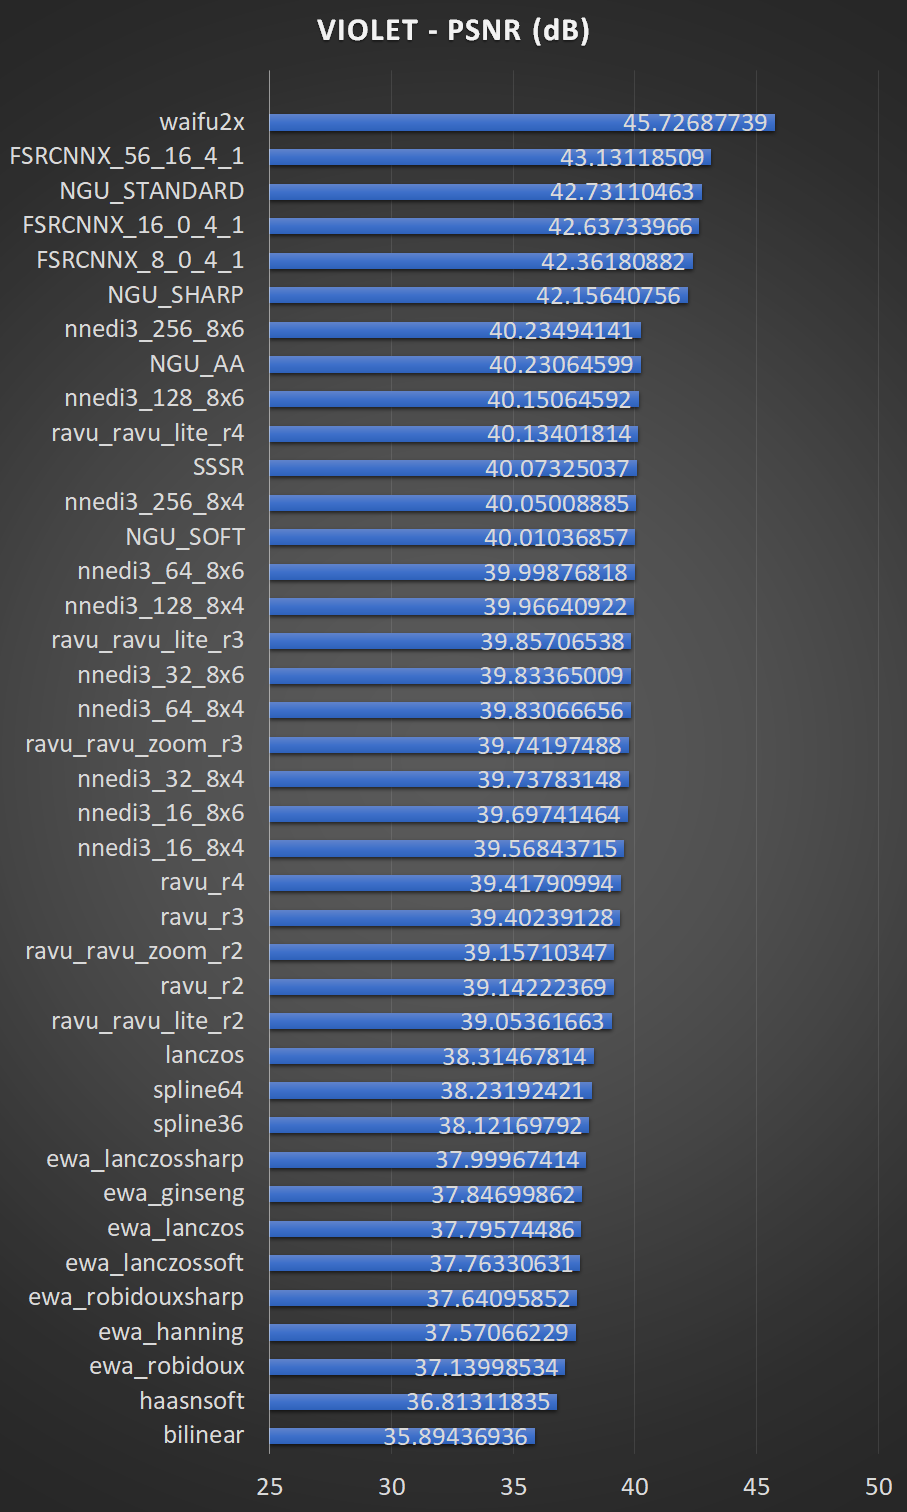 VIOLET - PSNR (dB)
waifu2x 45.72687739
FSRCNNX_56_16_4_1 43.13118509
NGU_STANDARD 42.73110463
FSRCNNX_16_0_4_1 42.63733966
FSRCNNX_8_0_4_1 42.36180882
NGU_SHARP 42.15640756
nnedi3_256_8x6 40.23494141
NGU_AA 40.23064599
nnedi3_128_8x6 40.15064592
ravu_ravu_lite_r4 40.13401814
SSSR 40.07325037
nnedi3_256_8x4 40.05008885
NGU_SOFT 40.01036857
nnedi3_64_8x6 39.99876818
nnedi3_128_8x4 39.96640922
ravu_ravu_lite_r3 39.85706538
nnedi3_32_8x6 39.83365009
nnedi3_64_8x4 39.83066656
ravu_ravu_zoom_r3 39.74197488
nnedi3_32_8x4 39.73783148
nnedi3_16_8x6 39.69741464
nnedi3_16_8x4 39.56843715
ravu_r4 39.41790994
ravu_r3 39.40239128
ravu_ravu_zoom_r2 39.15710347
ravu_r2 39.14222369
ravu_ravu_lite_r2 39.05361663
lanczos 38.31467814
spline64 38.23192421
spline36 38.12169792
ewa_lanczossharp 37.99967414
ewa_ginseng 37.84699862
ewa_lanczos 37.79574486
ewa_lanczossoft 37.76330631
ewa_robidouxsharp 37.64095852
ewa_hanning 37.57066229
ewa_robidoux 37.13998534
haasnsoft 36.81311835
bilinear 35.89436936
25 30 35 40 45 50